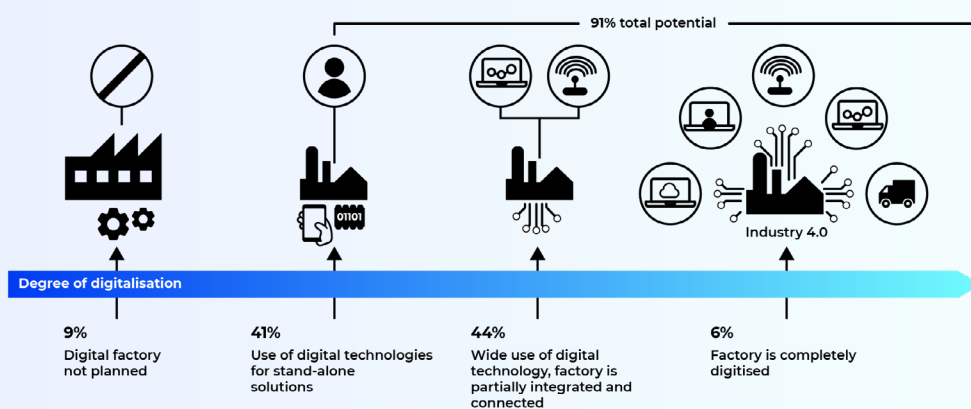 91% total potential
01101
Industry 4.0
Degree of digitalisation
9%
Digital factory
not planned
41%
Use of digital technologies
for stand-alone
solutions
44%
Wide use of digital
technology, factory is
partially integrated and
connected
6%
Factory is completely
digitised